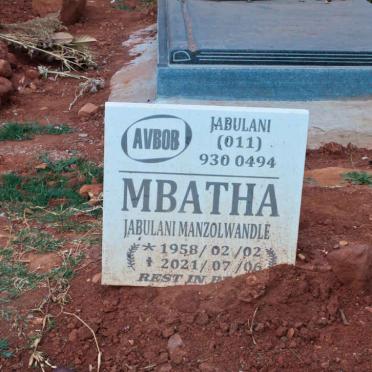 AVBOB
JABULANI
(011)
930 0494
MBATHA
JABULANI MANZOLWANDLE
* 1958/02/02
✝ 2021/07/06
REST IN